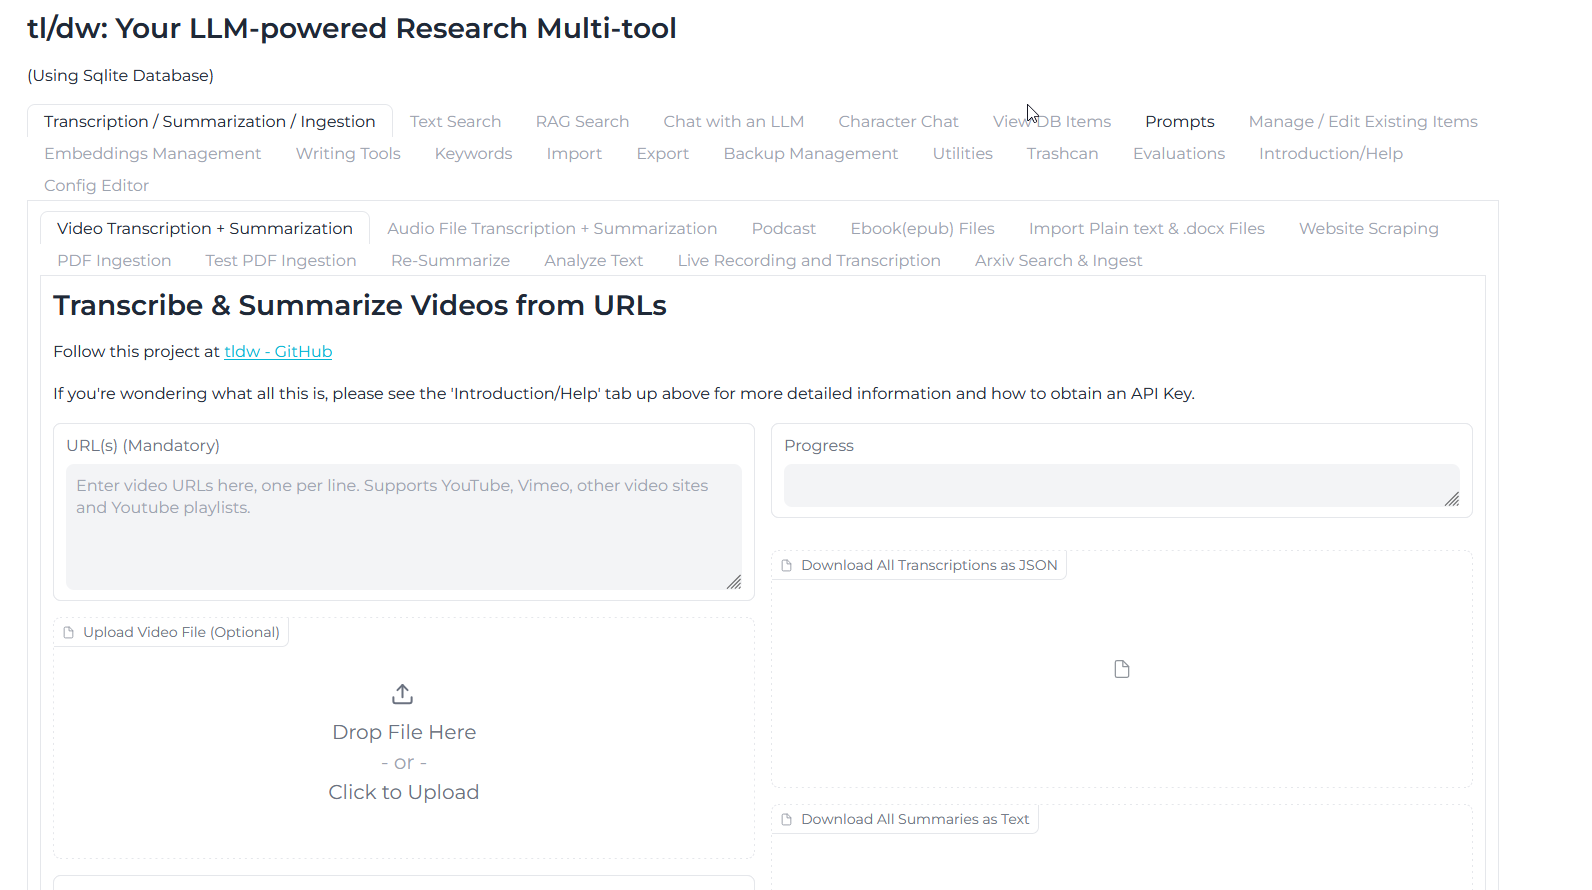 tl/dw: Your LLM-powered Research Multi-tool
(Using Sqlite Database)
Transcription / Summarization / Ingestion Text Search RAG Search Chat with an LLM Character Chat View DB Items Prompts Manage / Edit Existing Items
Embeddings Management Writing Tools Keywords Import Export Backup Management Utilities Trashcan Evaluations Introduction/Help
Config Editor
Video Transcription + Summarization Audio File Transcription + Summarization Podcast Ebook(epub) Files Import Plain text & .docx Files Website Scraping
PDF Ingestion Test PDF Ingestion Re-Summarize Analyze Text Live Recording and Transcription Arxiv Search & Ingest
Transcribe & Summarize Videos from URLs
Follow this project at tldw - GitHub
If you're wondering what all this is, please see the 'Introduction/Help' tab up above for more detailed information and how to obtain an API Key.
URL(s) (Mandatory)
Enter video URLs here, one per line. Supports YouTube, Vimeo, other video sites
and Youtube playlists.
Upload Video File (Optional)
Drop File Here
- or -
Click to Upload
Progress
Download All Transcriptions as JSON
Download All Summaries as Text